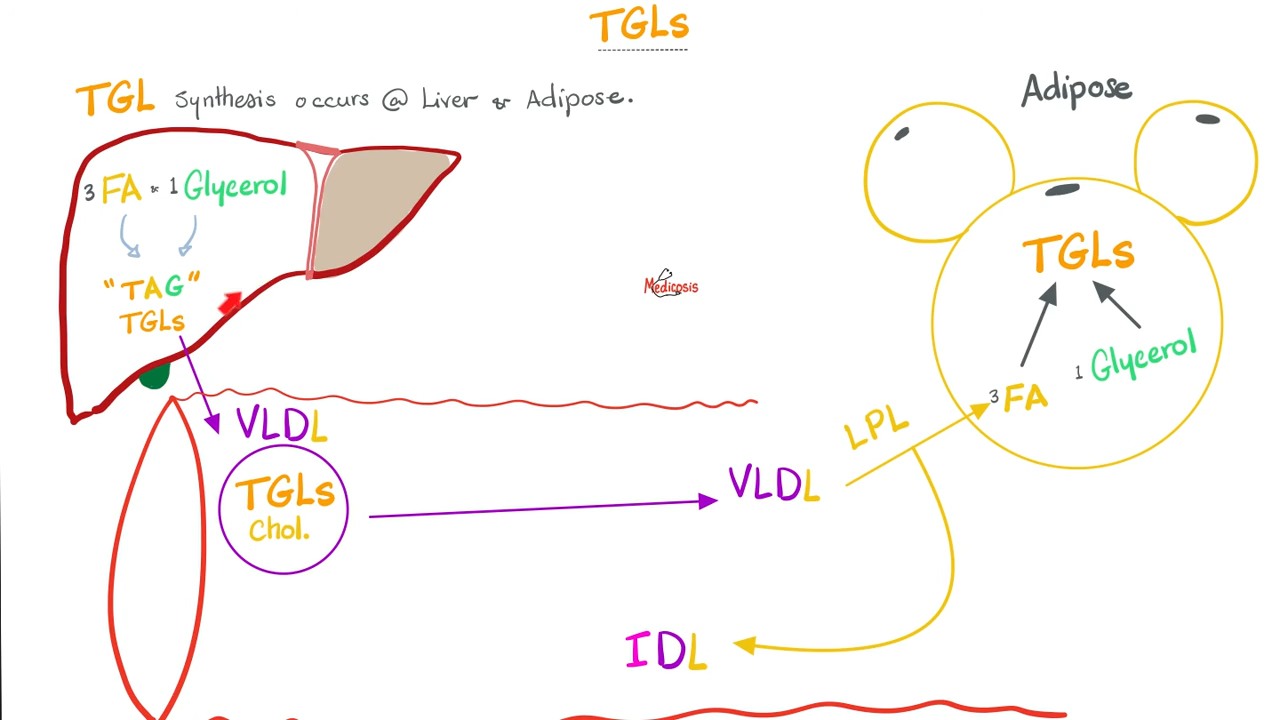 TGLs
TGL Synthesis occurs @ Liver & Adipose.
3 FA & 1 Glycerol
"TAG"
TGLs
VLDL
TGLs
Chol.
Medicosis
VLDL
LPL
IDL
Adipose
TGLs
3 FA
1 Glycerol